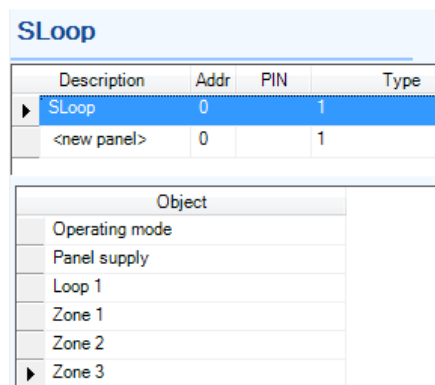 SLoop
Description Addr PIN Type
SLoop 0 1
<new panel> 0 1
Object
Operating mode
Panel supply
Loop 1
Zone 1
Zone 2
Zone 3